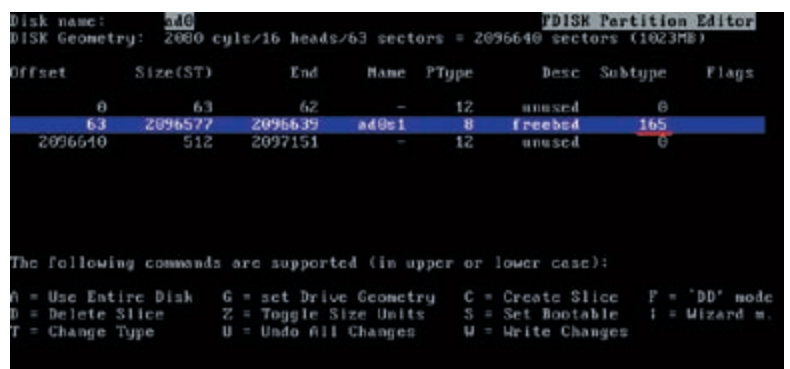 Disk name: ad0 FDISK Partition Editor
DISK Geometry: 2080 cyls/16 heads/63 sectors = 2096640 sectors (1023MB)
Offset Size(ST) End Name PType Desc Subtype Flags
0 63 62 - 12 unused 0
63 2096577 2096639 ad0s1 8 freebsd 165
2096640 512 2097151 - 12 unused 0
The following commands are supported (in upper or lower case):
A = Use Entire Disk G = set Drive Geometry C = Create Slice F = `DD' mode
D = Delete Slice Z = Toggle Size Units S = Set Bootable | = Wizard m.
T = Change Type U = Undo All Changes W = Write Changes